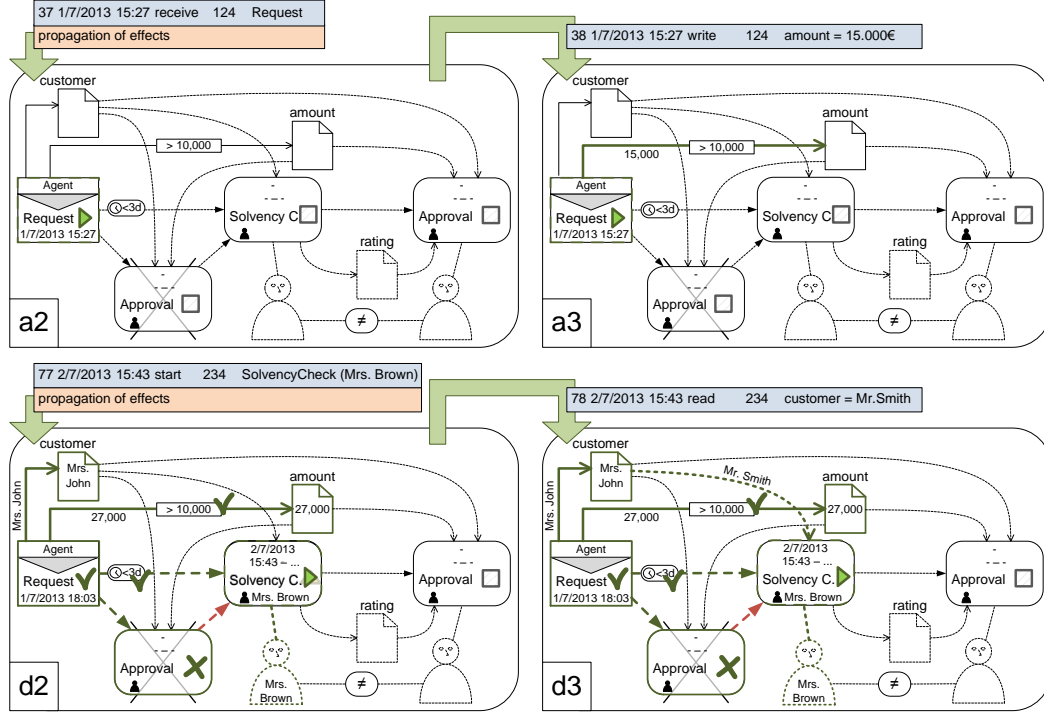 37 1/7/2013 15:27 receive 124 Request
propagation of effects
customer
amount
> 10,000
Agent
Request
1/7/2013 15:27
<3d
-
-–-
Solvency C.
-
-–-
Approval
rating
-
-–-
Approval
≠
a2
38 1/7/2013 15:27 write 124 amount = 15.000€
customer
amount
15,000
> 10,000
Agent
Request
1/7/2013 15:27
<3d
-
-–-
Solvency C.
-
-–-
Approval
rating
-
-–-
Approval
≠
a3
77 2/7/2013 15:43 start 234 SolvencyCheck (Mrs. Brown)
propagation of effects
customer
Mrs.
John
Mrs. John
amount
27,000
> 10,000
27,000
Agent
Request
1/7/2013 18:03
<3d
2/7/2013
15:43 – ...
Solvency C.
Mrs. Brown
-
-–-
Approval
rating
-
-–-
Approval
Mrs.
Brown
≠
d2
78 2/7/2013 15:43 read 234 customer = Mr.Smith
customer
Mrs.
John
Mrs. John
Mr. Smith
amount
27,000
> 10,000
27,000
Agent
Request
1/7/2013 18:03
<3d
2/7/2013
15:43 – ...
Solvency C.
Mrs. Brown
-
-–-
Approval
rating
-
-–-
Approval
Mrs.
Brown
≠
d3